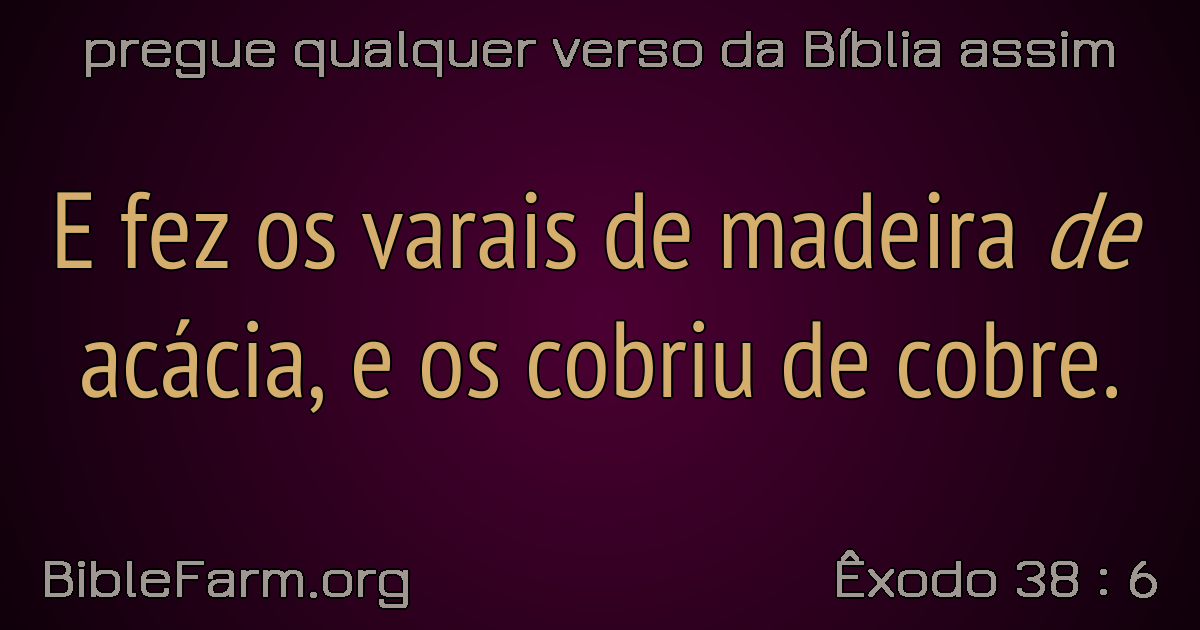 pregue qualquer verso da Bíblia assim
E fez os varais de madeira de
acácia, e os cobriu de cobre.
BibleFarm.org
Êxodo 38 : 6